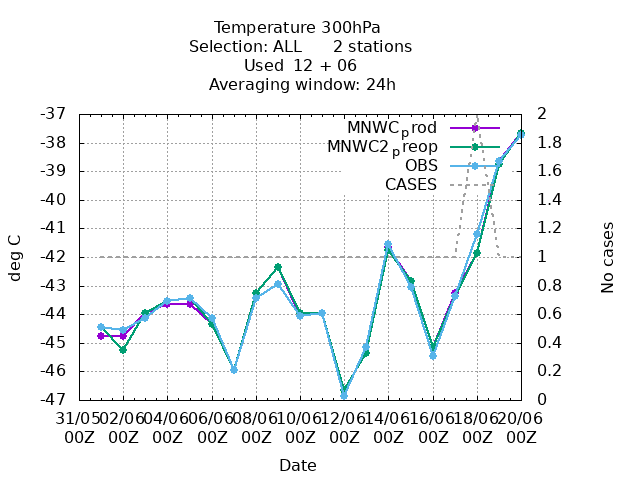 Temperature 300hPa
Selection: ALL 2 stations
Used 12 + 06
Averaging window: 24h
-37
-38
-39
-40
-41
-42
-43
-44
-45
-46
-47
2
1.8
1.6
1.4
1.2
1
0.8
0.6
0.4
0.2
0
MNWCprod
MNWC2preop
OBS
CASES
deg C
No cases
31/05 02/06 04/06 06/06 08/06 10/06 12/06 14/06 16/06 18/06 20/06
00Z 00Z 00Z 00Z 00Z 00Z 00Z 00Z 00Z 00Z 00Z
Date